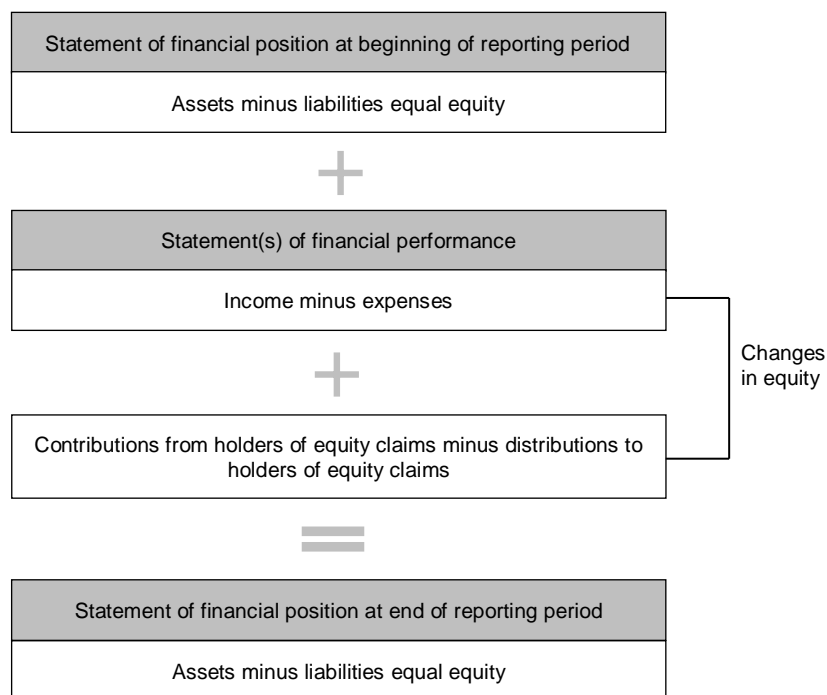 Statement of financial position at beginning of reporting period
Assets minus liabilities equal equity
+
Statement(s) of financial performance
Income minus expenses
Changes
in equity
+
Contributions from holders of equity claims minus distributions to
holders of equity claims
=
Statement of financial position at end of reporting period
Assets minus liabilities equal equity